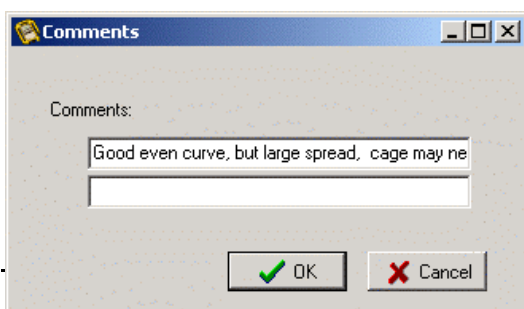 Comments
Comments:
Good even curve, but large spread,  cage may ne
OK
Cancel